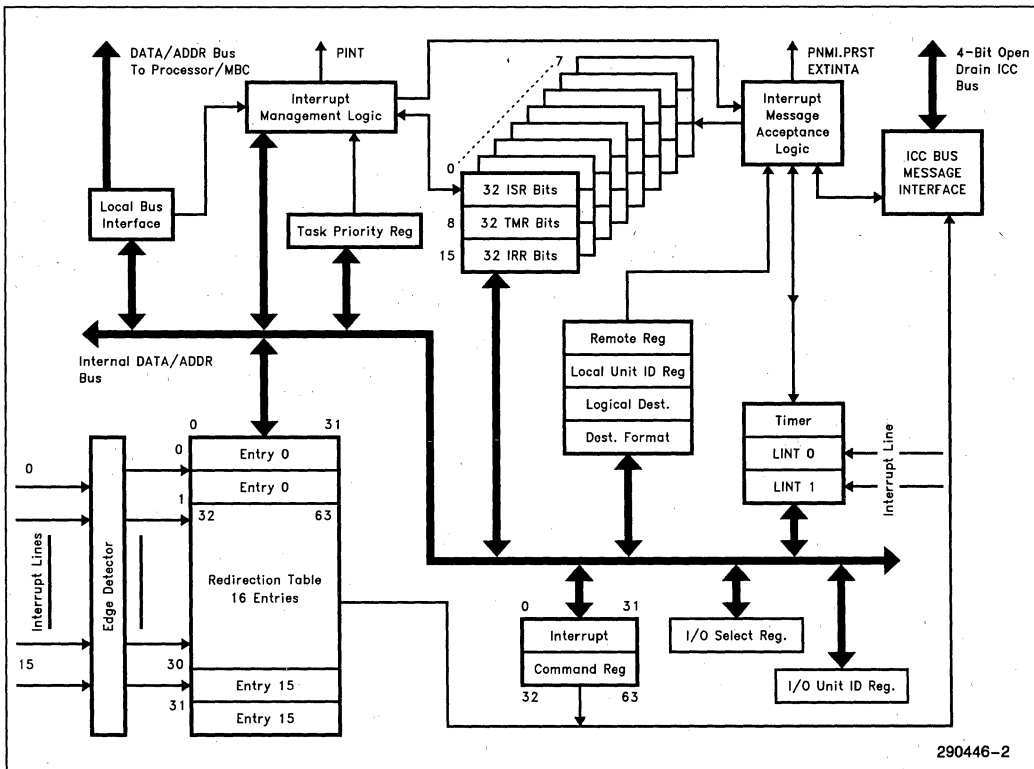 DATA/ADDR Bus
To Processor/MBC
PINT
Interrupt
Management Logic
7
PNMI.PRST
EXTINTA
Interrupt
Message
Acceptance
Logic
4-Bit Open
Drain ICC
Bus
ICC BUS
MESSAGE
INTERFACE
Local Bus
Interface
Task Priority Reg
0
32 ISR Bits
8
32 TMR Bits
15
32 IRR Bits
Internal DATA/ADDR
Bus
Remote Reg
Local Unit ID Reg
Logical Dest.
Dest. Format
Timer
LINT 0
LINT 1
Interrupt Line
0
31
0
Entry 0
Entry 0
1
32
63
Redirection Table
16 Entries
30
Entry 15
31
Entry 15
0
Interrupt Lines
15
Edge Detector
0
31
Interrupt
Command Reg
32
63
I/O Select Reg.
I/O Unit ID Reg.
290446-2